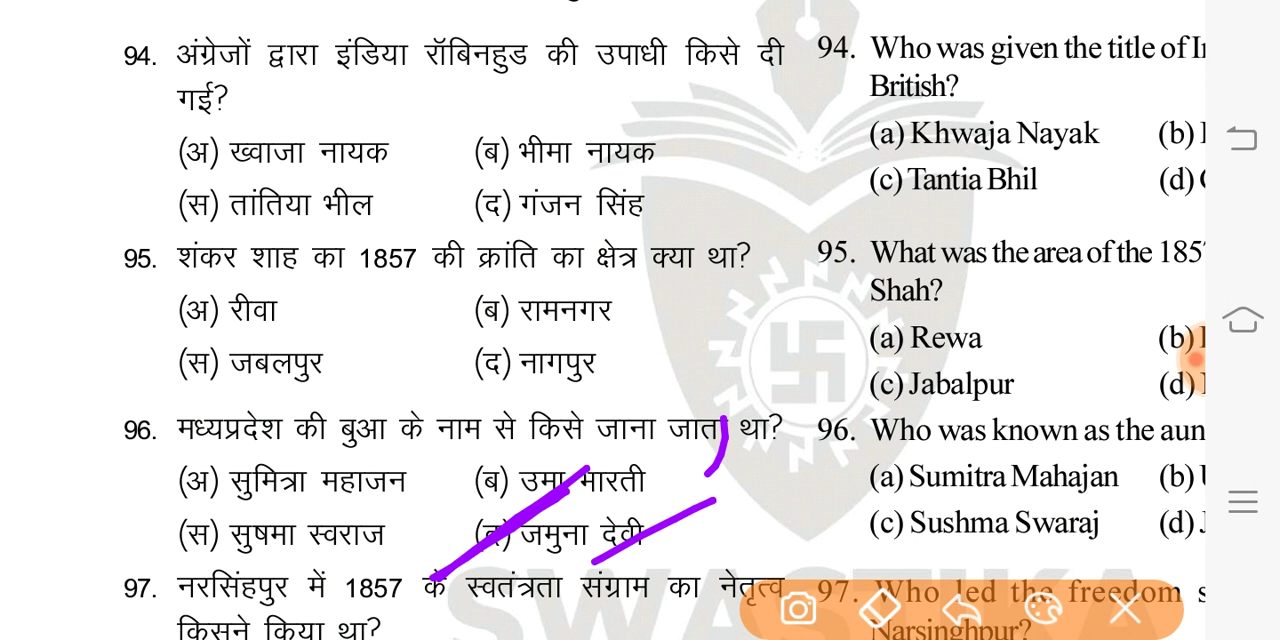 94. अंग्रेजों द्वारा इंडिया रॉबिनहुड की उपाधी किसे दी
गई?
(अ) ख्वाजा नायक (ब) भीमा नायक
(स) तांतिया भील (द) गंजन सिंह
95. शंकर शाह का 1857 की क्रांति का क्षेत्र क्या था?
(अ) रीवा (ब) रामनगर
(स) जबलपुर (द) नागपुर
96. मध्यप्रदेश की बुआ के नाम से किसे जाना जाता था?
(अ) सुमित्रा महाजन (ब) उमा भारती
(स) सुषमा स्वराज (द) जमुना देवी
97. नरसिंहपुर में 1857 के स्वतंत्रता संग्राम का नेतृत्व
किसने किया था?
94. Who was given the title of
British?
(a) Khwaja Nayak (b)
(c) Tantia Bhil (d)
95. What was the area of the 185
Shah?
(a) Rewa (b)
(c) Jabalpur (d)
96. Who was known as the aun
(a) Sumitra Mahajan (b)
(c) Sushma Swaraj (d)
97. Who led the freedom
Narsinghpur?
SWASTIKA